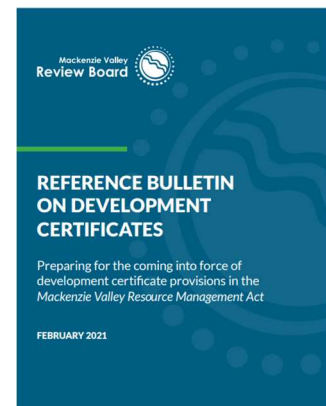 Mackenzie Valley
Review Board
REFERENCE BULLETIN
ON DEVELOPMENT
CERTIFICATES
Preparing for the coming into force of
development certificate provisions in the
Mackenzie Valley Resource Management Act
FEBRUARY 2021